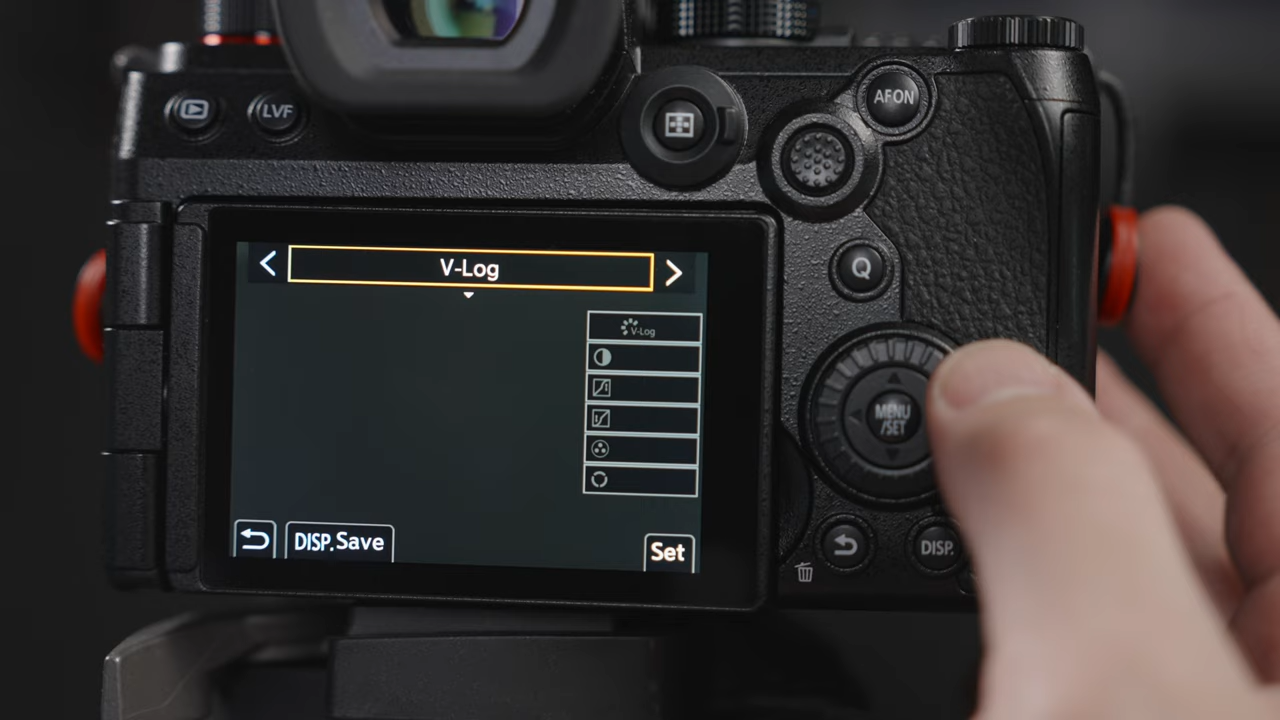 LVF
AFON
Q
V-Log
V-Log
MENU
/SET
DISP.Save
Set
DISP.